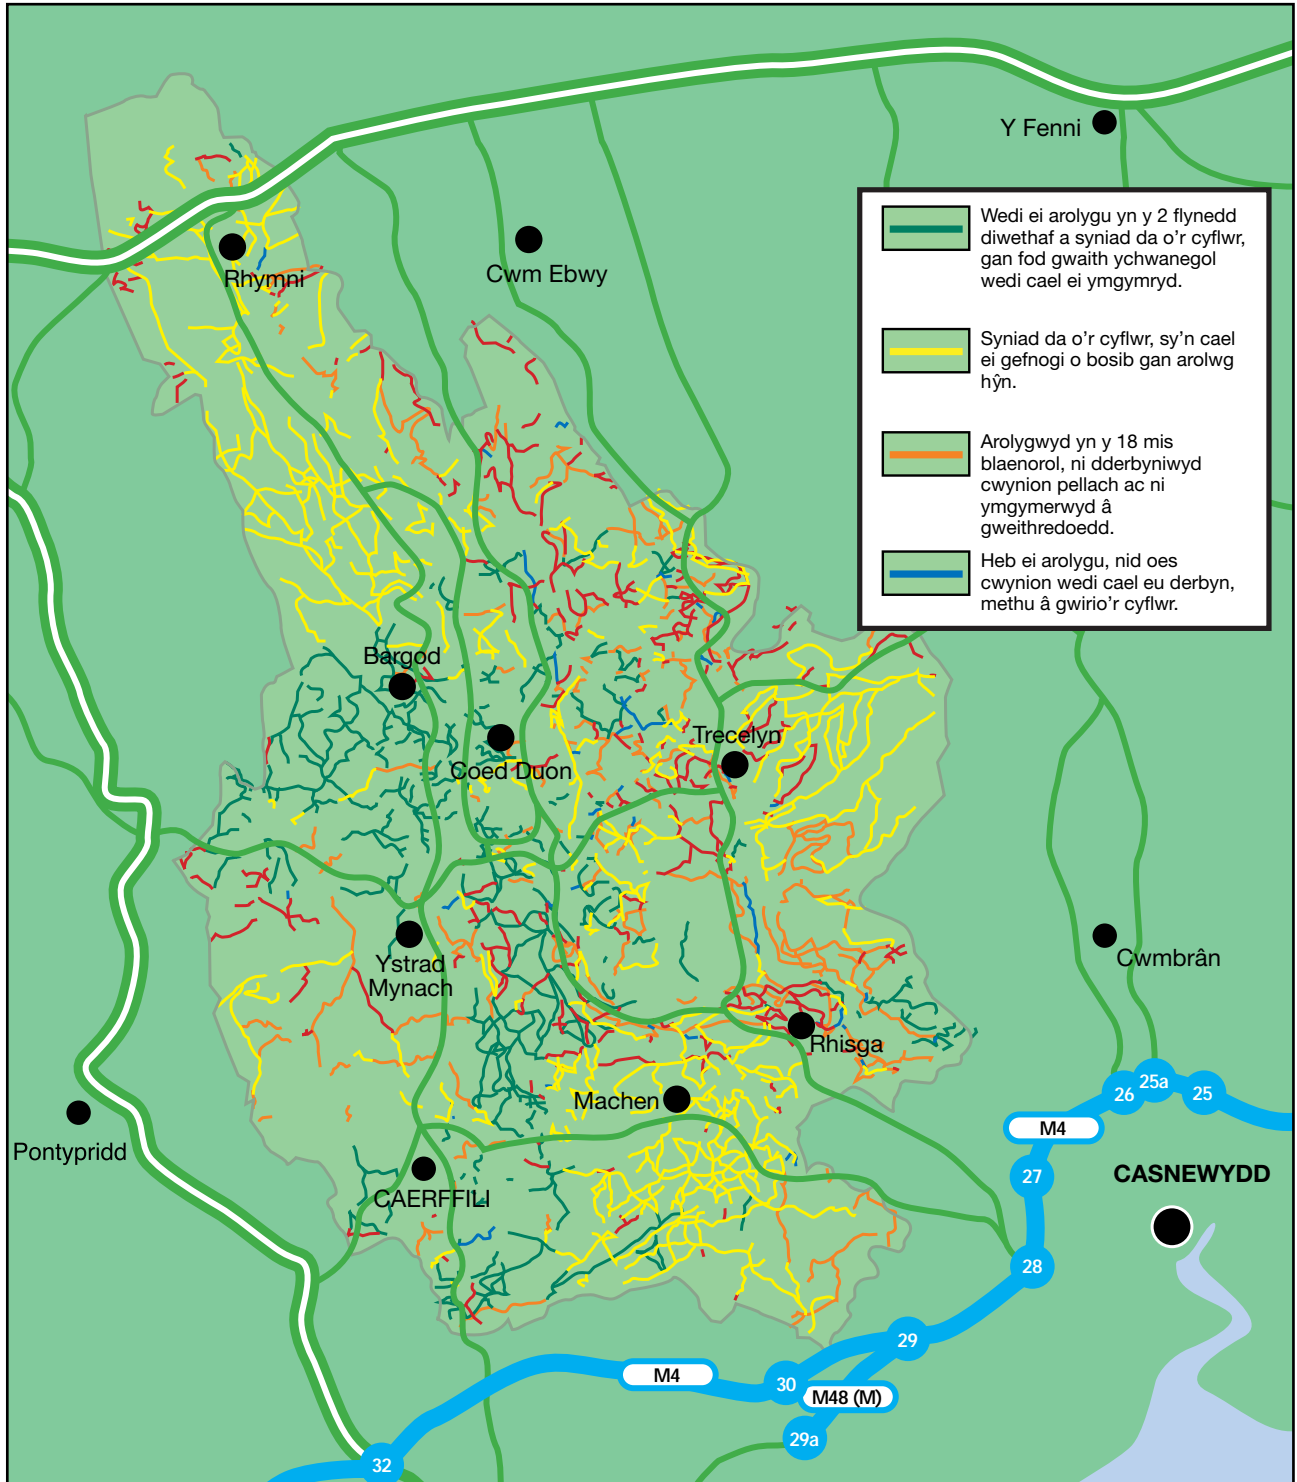 Y Fenni
Wedi ei arolygu yn y 2 flynedd
diwethaf a syniad da o'r cyflwr,
gan fod gwaith ychwanegol
wedi cael ei ymgymryd.
Syniad da o'r cyflwr, sy'n cael
ei gefnogi o bosib gan arolwg
hŷn.
Arolygwyd yn y 18 mis
blaenorol, ni dderbyniwyd
cwynion pellach ac ni
ymgymerwyd â
gweithredoedd.
Heb ei arolygu, nid oes
cwynion wedi cael eu derbyn,
methu â gwirio'r cyflwr.
Rhymni
Cwm Ebwy
Bargod
Trecelyn
Coed Duon
Ystrad
Mynach
Cwmbrân
Rhisga
Machen
Pontypridd
CAERFFILI
26
25a
25
M4
27
CASNEWYDD
28
29
M4
30
M48 (M)
29a
32